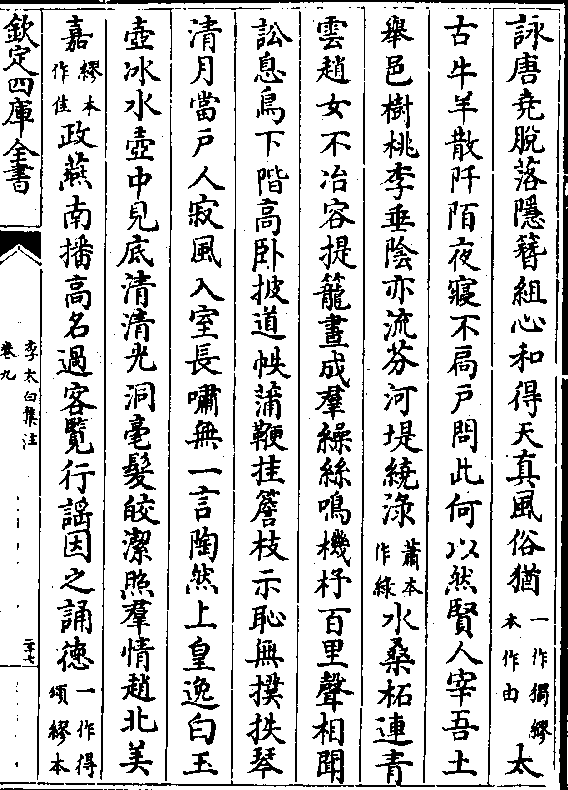 詠唐堯脫落隱簪組心和得天真風俗猶一作獨繆本作由太
古牛羊散阡陌夜寢不扃戶問此何以然賢人宰吾土
舉邑樹桃李垂陰亦流芬河堤繞渌蕭本作綠水桑柘連青
雲趙女不冶容提籠晝成羣繰絲鳴機杼百里聲相聞
訟息鳥下階高卧披道帙蒲鞭挂簷枝示恥無撲抶琴
清月當戶人寂風入室長嘯無一言陶然上皇逸白玉
壺冰水壺中見底清清光洞毫髮皎潔照羣情趙北美
嘉繆本作佳政燕南播高名過客覽行謡因之誦德一作得頌繆本
欽定四庫全書
李太白集注
卷九
二十七